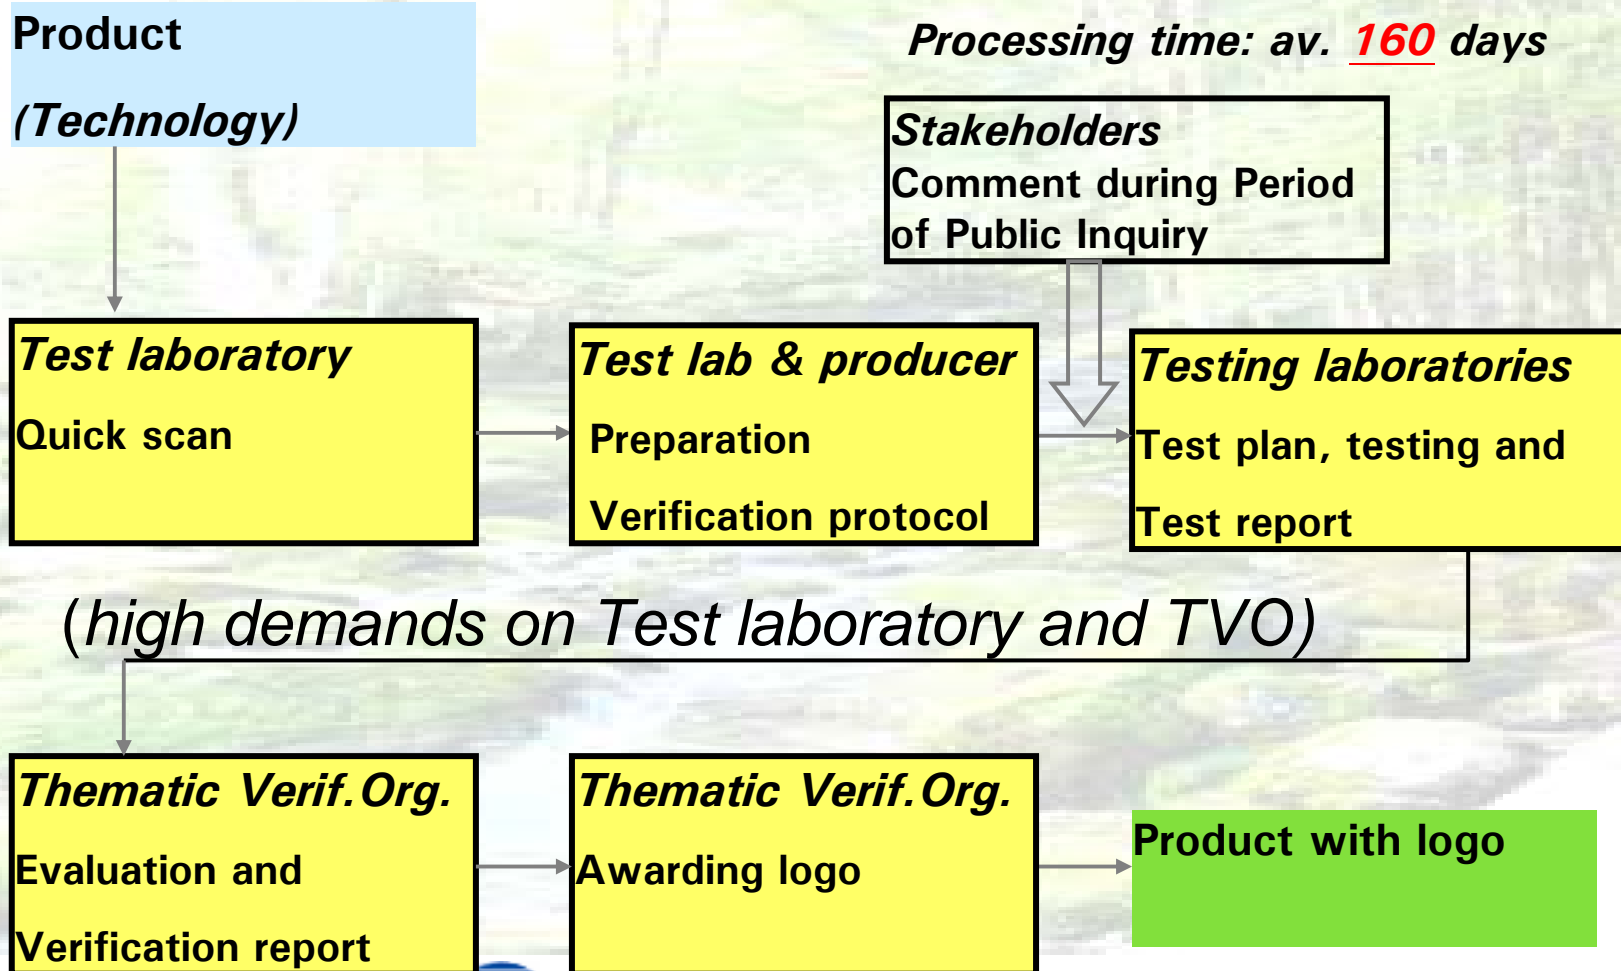 Product
(Technology)
Processing time: av. 160 days
Stakeholders
Comment during Period
of Public Inquiry
Test laboratory
Quick scan
Test lab & producer
Preparation
Verification protocol
Testing laboratories
Test plan, testing and
Test report
(high demands on Test laboratory and TVO)
Thematic Verif.Org.
Evaluation and
Verification report
Thematic Verif.Org.
Awarding logo
Product with logo